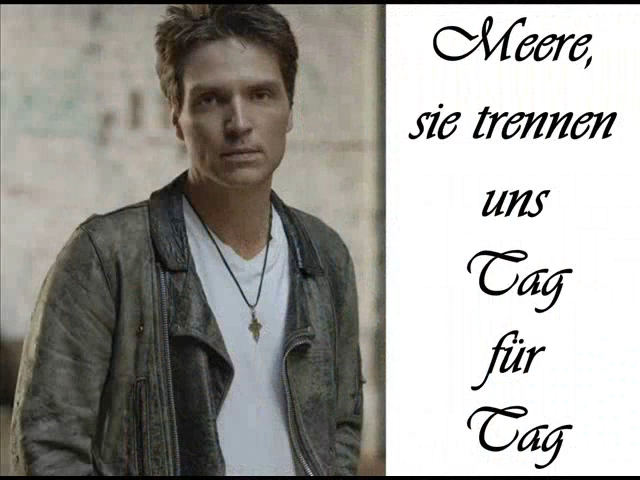 Meere,
sie trennen
uns
Tag
für
Tag